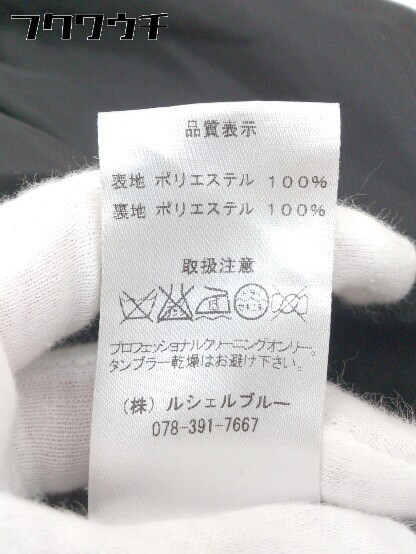 フクワウチ
品質表示
表地 ポリエステル 100%
裏地 ポリエステル 100%
取扱注意
プロフェッショナルクリーニングオンリー。
タンブラー乾燥はお避け下さい。
(株) ルシェルブルー
078-391-7667